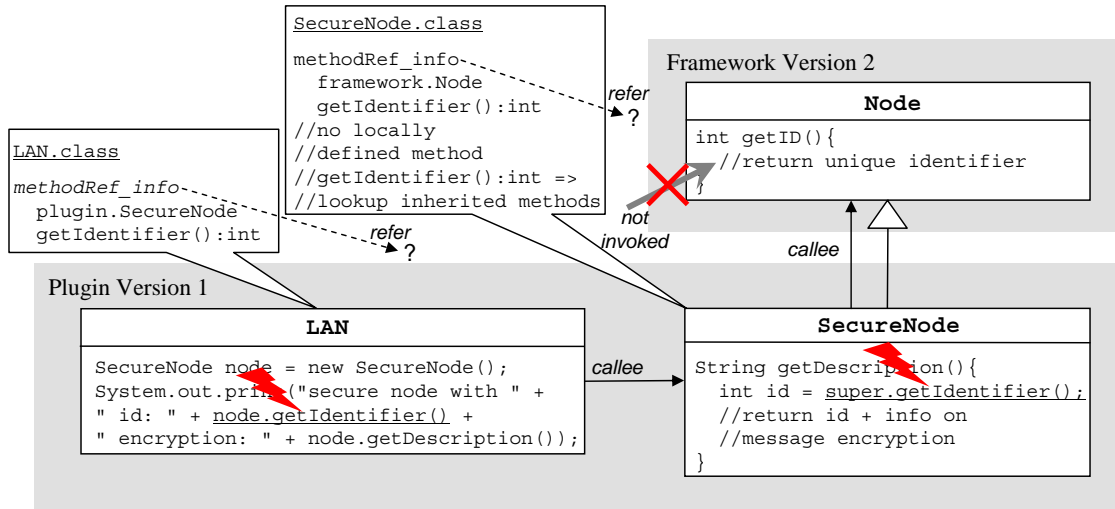 SecureNode.class
methodRef_info
framework.Node
getIdentifier():int
//no locally
//defined method
//getIdentifier():int =>
//lookup inherited methods
refer
?
Framework Version 2
Node
int getID(){
//return unique identifier
}
not
invoked
callee
LAN.class
methodRef_info
plugin.SecureNode
getIdentifier():int
refer
?
Plugin Version 1
LAN
SecureNode node = new SecureNode();
System.out.print("secure node with " +
" id: " + node.getIdentifier() +
" encryption: " + node.getDescription());
callee
SecureNode
String getDescription(){
int id = super.getIdentifier();
//return id + info on
//message encryption
}